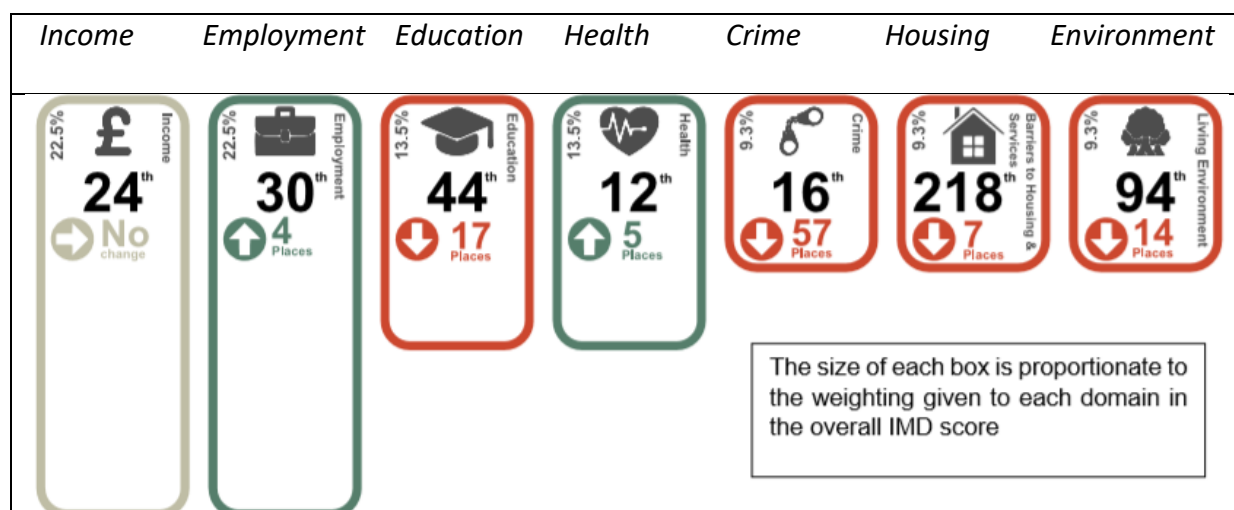 Income Employment Education Health Crime Housing Environment
22.5%
Income
24th
No
change
22.5%
Employment
30th
4
Places
13.5%
Education
44th
17
Places
13.5%
Health
12th
5
Places
9.3%
Crime
16th
57
Places
9.3%
Barriers to Housing &
Services
218th
7
Places
9.3%
Living Environment
94th
14
Places
The size of each box is proportionate to
the weighting given to each domain in
the overall IMD score